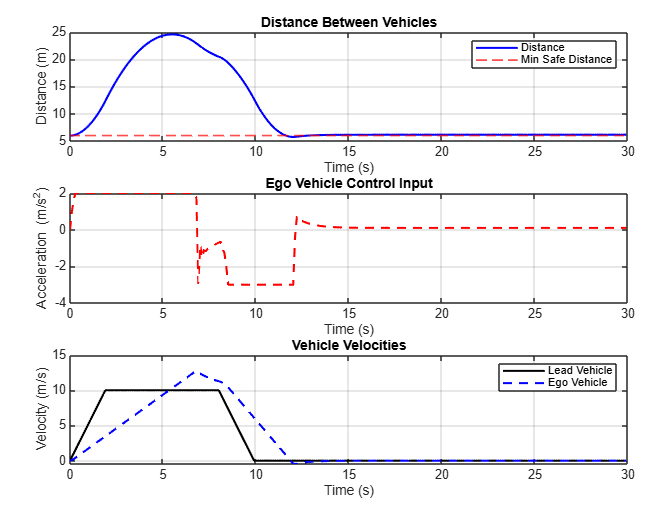 Distance Between Vehicles
25
20
15
10
5
Distance (m)
Distance
Min Safe Distance
0 5 10 15 20 25 30
Time (s)
Ego Vehicle Control Input
2
0
-2
-4
Acceleration (m/s²)
0 5 10 15 20 25 30
Time (s)
Vehicle Velocities
15
10
5
0
Velocity (m/s)
Lead Vehicle
Ego Vehicle
0 5 10 15 20 25 30
Time (s)